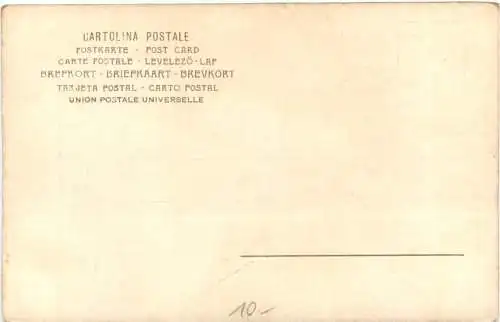 CARTOLINA POSTALE
POSTKARTE - POST CARD
CARTE POSTALE - LEVELEZÖ-LAP
BREFKORT - BRIEFKAART - BREVKORT
TARJETA POSTAL - CARTO POSTAL
UNION POSTALE UNIVERSELLE
10-